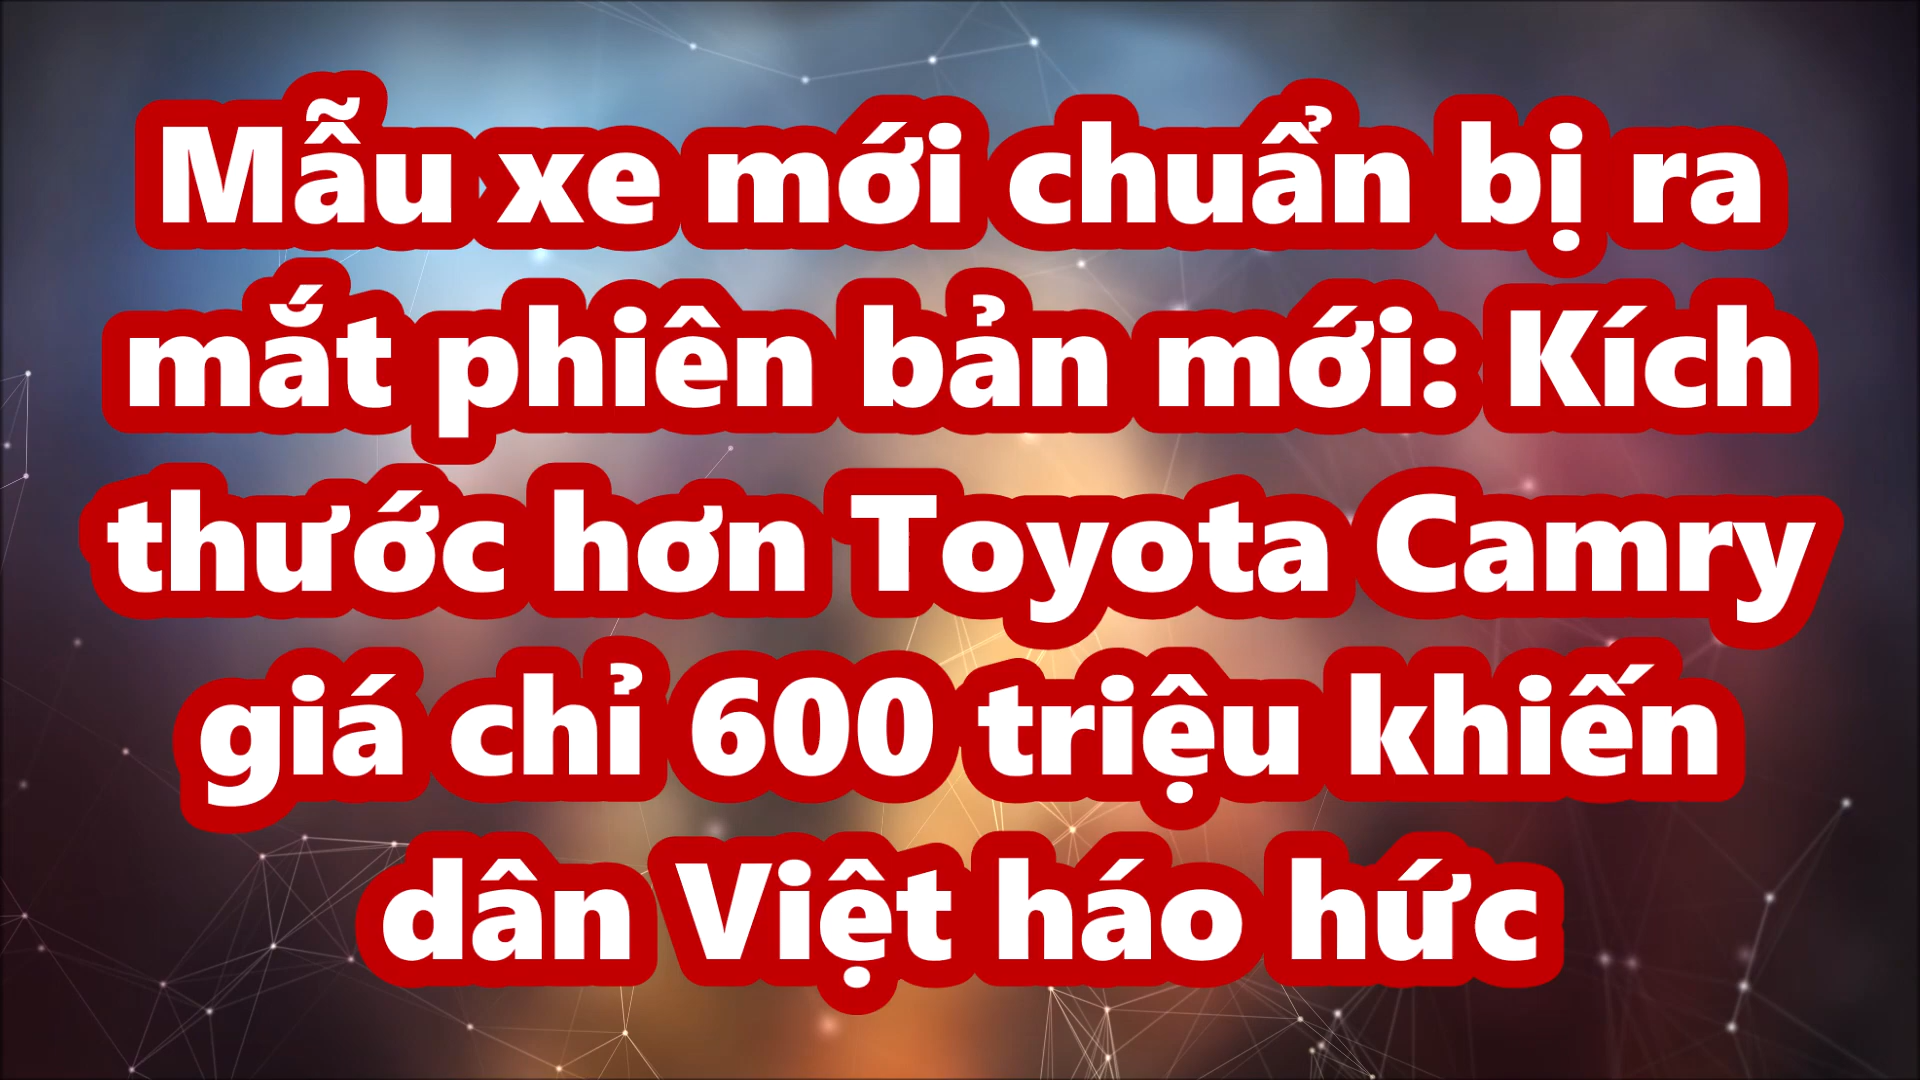 Mẫu xe mới chuẩn bị ra
mắt phiên bản mới: Kích
thước hơn Toyota Camry
giá chỉ 600 triệu khiến
dân Việt háo hức